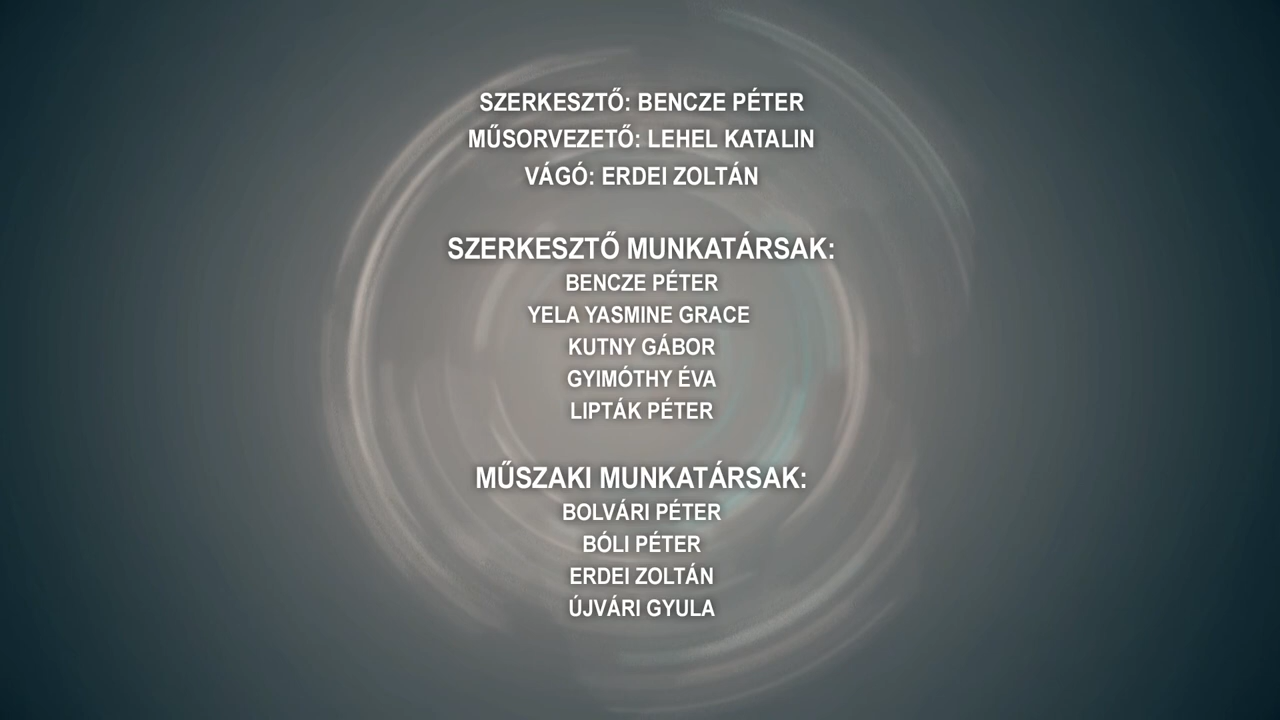 SZERKESZTŐ: BENCZE PÉTER
MŰSORVEZETŐ: LEHEL KATALIN
VÁGÓ: ERDEI ZOLTÁN
SZERKESZTŐ MUNKATÁRSAK:
BENCZE PÉTER
YELA YASMINE GRACE
KUTNY GÁBOR
GYIMÓTHY ÉVA
LIPTÁK PÉTER
MŰSZAKI MUNKATÁRSAK:
BOLVÁRI PÉTER
BÓLI PÉTER
ERDEI ZOLTÁN
ÚJVÁRI GYULA